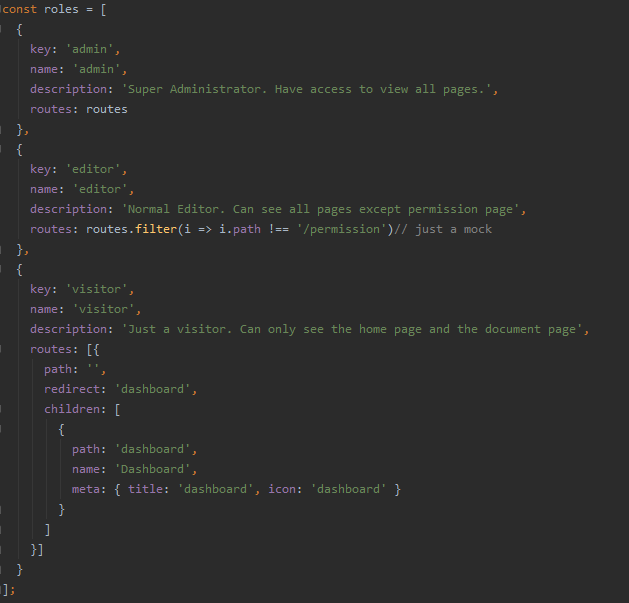 const roles = [
  {
    key: 'admin',
    name: 'admin',
    description: 'Super Administrator. Have access to view all pages.',
    routes: routes
  },
  {
    key: 'editor',
    name: 'editor',
    description: 'Normal Editor. Can see all pages except permission page',
    routes: routes.filter(i => i.path !== '/permission')// just a mock
  },
  {
    key: 'visitor',
    name: 'visitor',
    description: 'Just a visitor. Can only see the home page and the document page',
    routes: [{
      path: '',
      redirect: 'dashboard',
      children: [
        {
          path: 'dashboard',
          name: 'Dashboard',
          meta: { title: 'dashboard', icon: 'dashboard' }
        }
      ]
    }]
  }
];